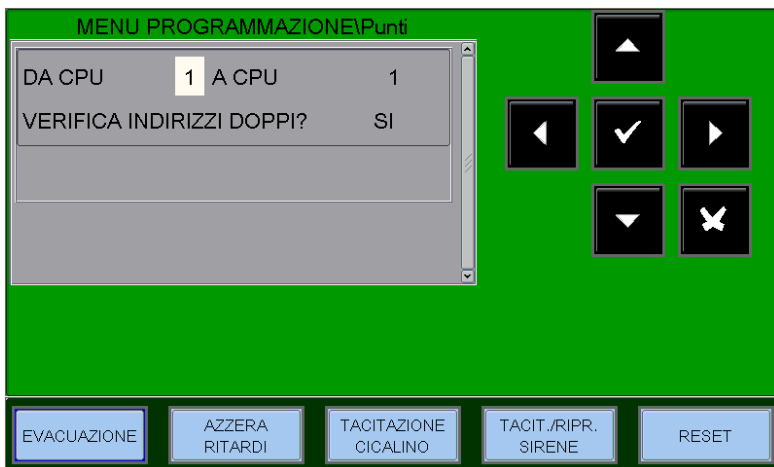 MENU PROGRAMMAZIONE\Punti
DA CPU 1 A CPU 1
VERIFICA INDIRIZZI DOPPI? SI
EVACUAZIONE
AZZERA
RITARDI
TACITAZIONE
CICALINO
TACIT./RIPR.
SIRENE
RESET